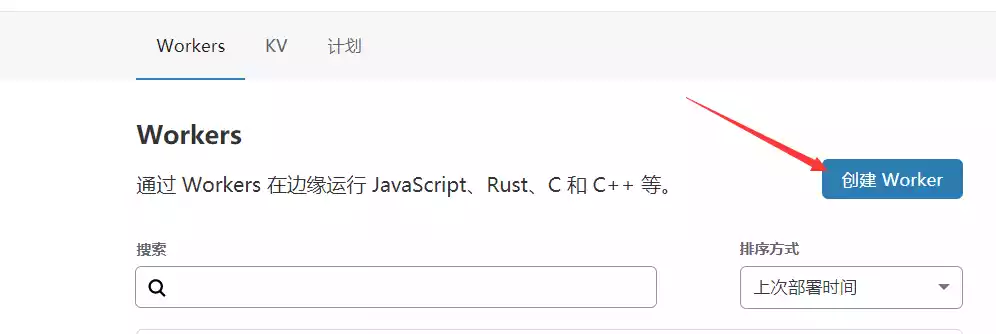 Workers KV 计划
Workers
通过 Workers 在边缘运行 JavaScript、Rust、C 和 C++ 等。
创建 Worker
搜索
排序方式
上次部署时间